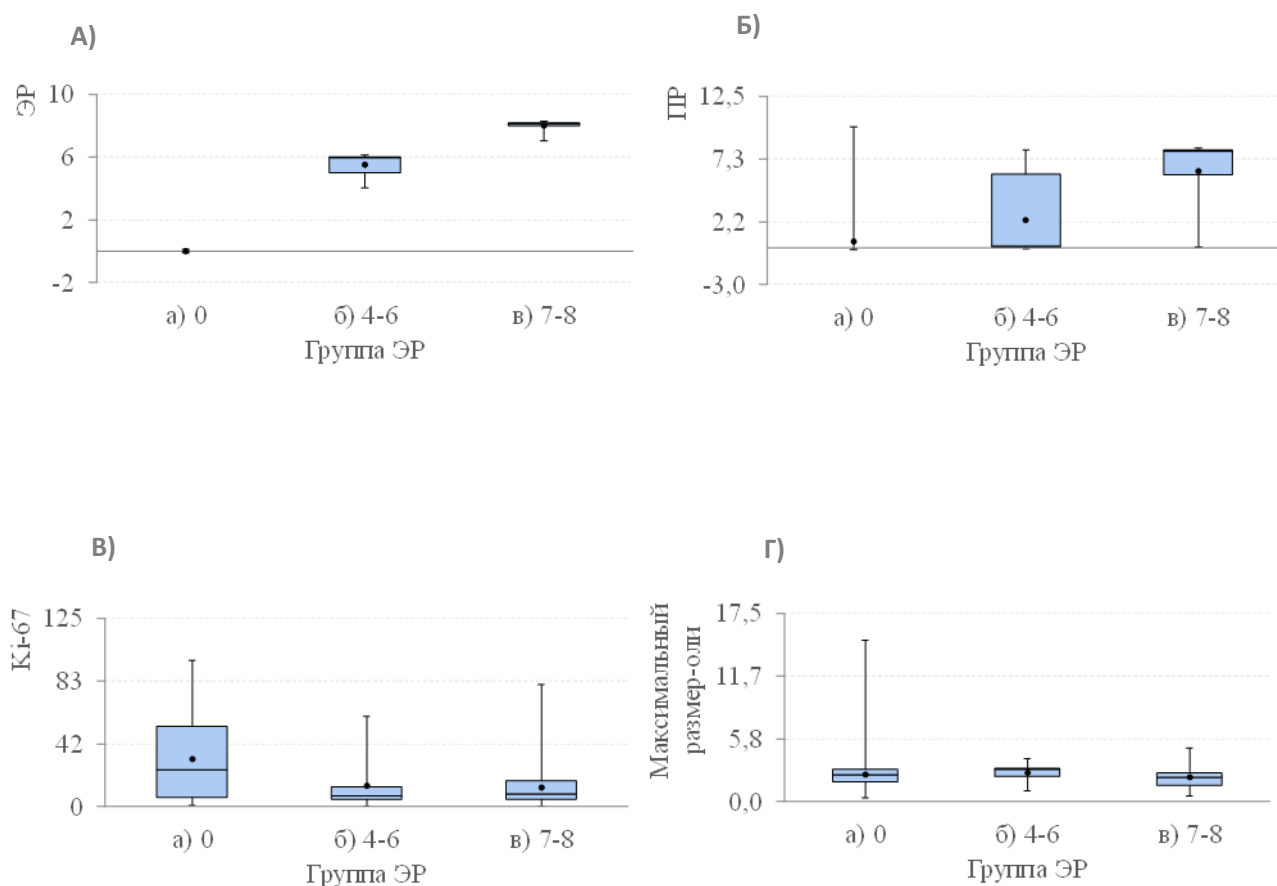 А)
ЭР
10
6
2
-2
а) 0
б) 4-6
в) 7-8
Группа ЭР
Б)
ПР
12,5
7,3
2,2
-3,0
а) 0
б) 4-6
в) 7-8
Группа ЭР
В)
Ki-67
125
83
42
0
а) 0
б) 4-6
в) 7-8
Группа ЭР
Г)
Максимальный
размер-оли
17,5
11,7
5,8
0,0
а) 0
б) 4-6
в) 7-8
Группа ЭР